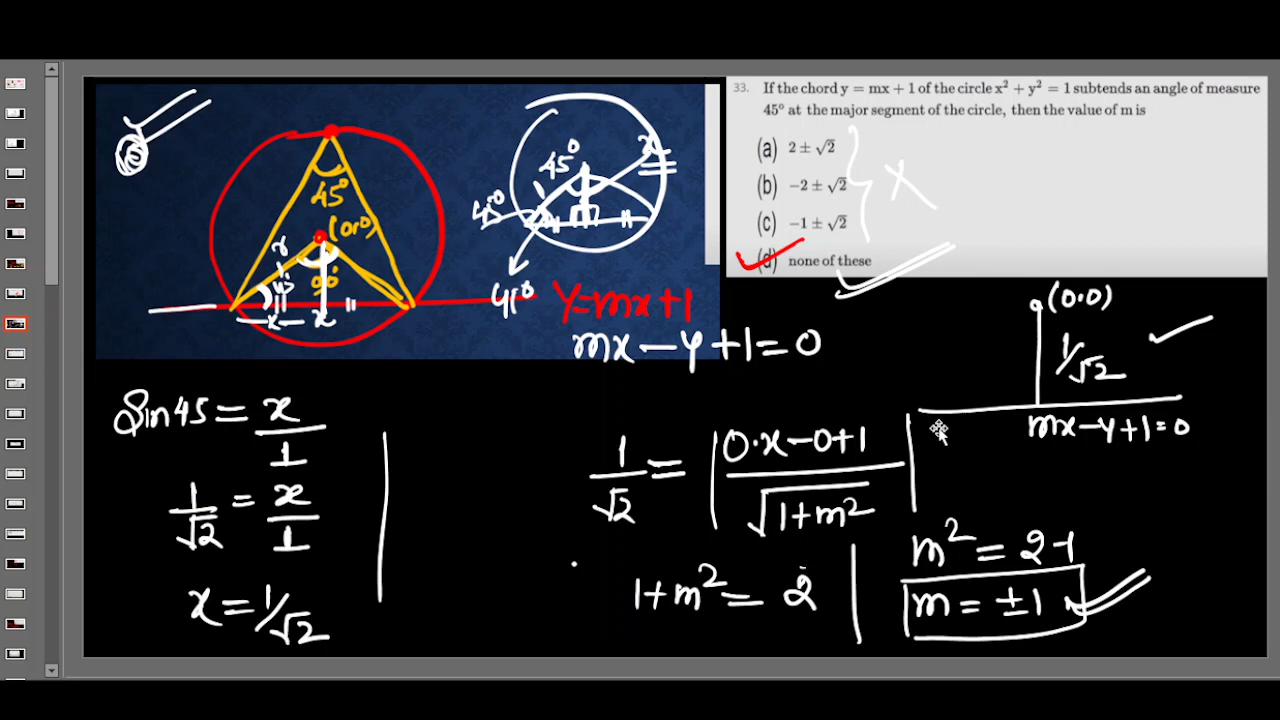 33. If the chord y = mx + 1 of the circle x² + y² = 1 subtends an angle of measure
45° at the major segment of the circle, then the value of m is
(a) 2 ± √2
(b) −2 ± √2
(c) −1 ± √2
(d) none of these
45°
(0,0)
r
1
45°
90°
x
x
45°
x
1
45°
45°
Y=mx+1
mx−y+1=0
(0·0)
1/√2
mx−y+1=0
Sin45 = x/1
1/√2 = x/1
x = 1/√2
1/√2 = |0·x−0+1/√1+m²|
1+m² = 2
m² = 2-1
m = ±1